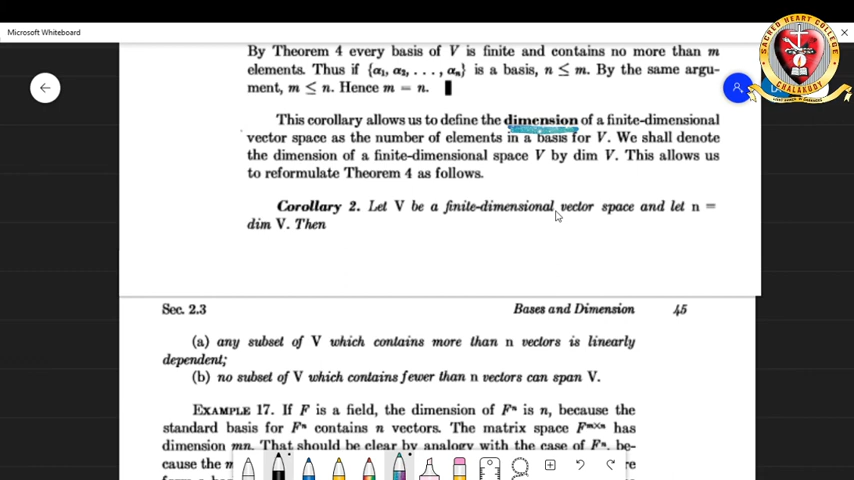 Microsoft Whiteboard
By Theorem 4 every basis of V is finite and contains no more than m
elements. Thus if {α₁, α₂, . . . , αₙ} is a basis, n ≤ m. By the same argu-
ment, m ≤ n. Hence m = n.
This corollary allows us to define the dimension of a finite-dimensional
vector space as the number of elements in a basis for V. We shall denote
the dimension of a finite-dimensional space V by dim V. This allows us
to reformulate Theorem 4 as follows.
Corollary 2. Let V be a finite-dimensional vector space and let n =
dim V. Then
Sec. 2.3 Bases and Dimension 45
(a) any subset of V which contains more than n vectors is linearly
dependent;
(b) no subset of V which contains fewer than n vectors can span V.
EXAMPLE 17. If F is a field, the dimension of Fⁿ is n, because the
standard basis for Fⁿ contains n vectors. The matrix space Fᵐˣⁿ has
dimension mn. That should be clear by analogy with the case of Fⁿ, be-
cause the m
SACRED HEART COLLEGE
CHALAKUDY